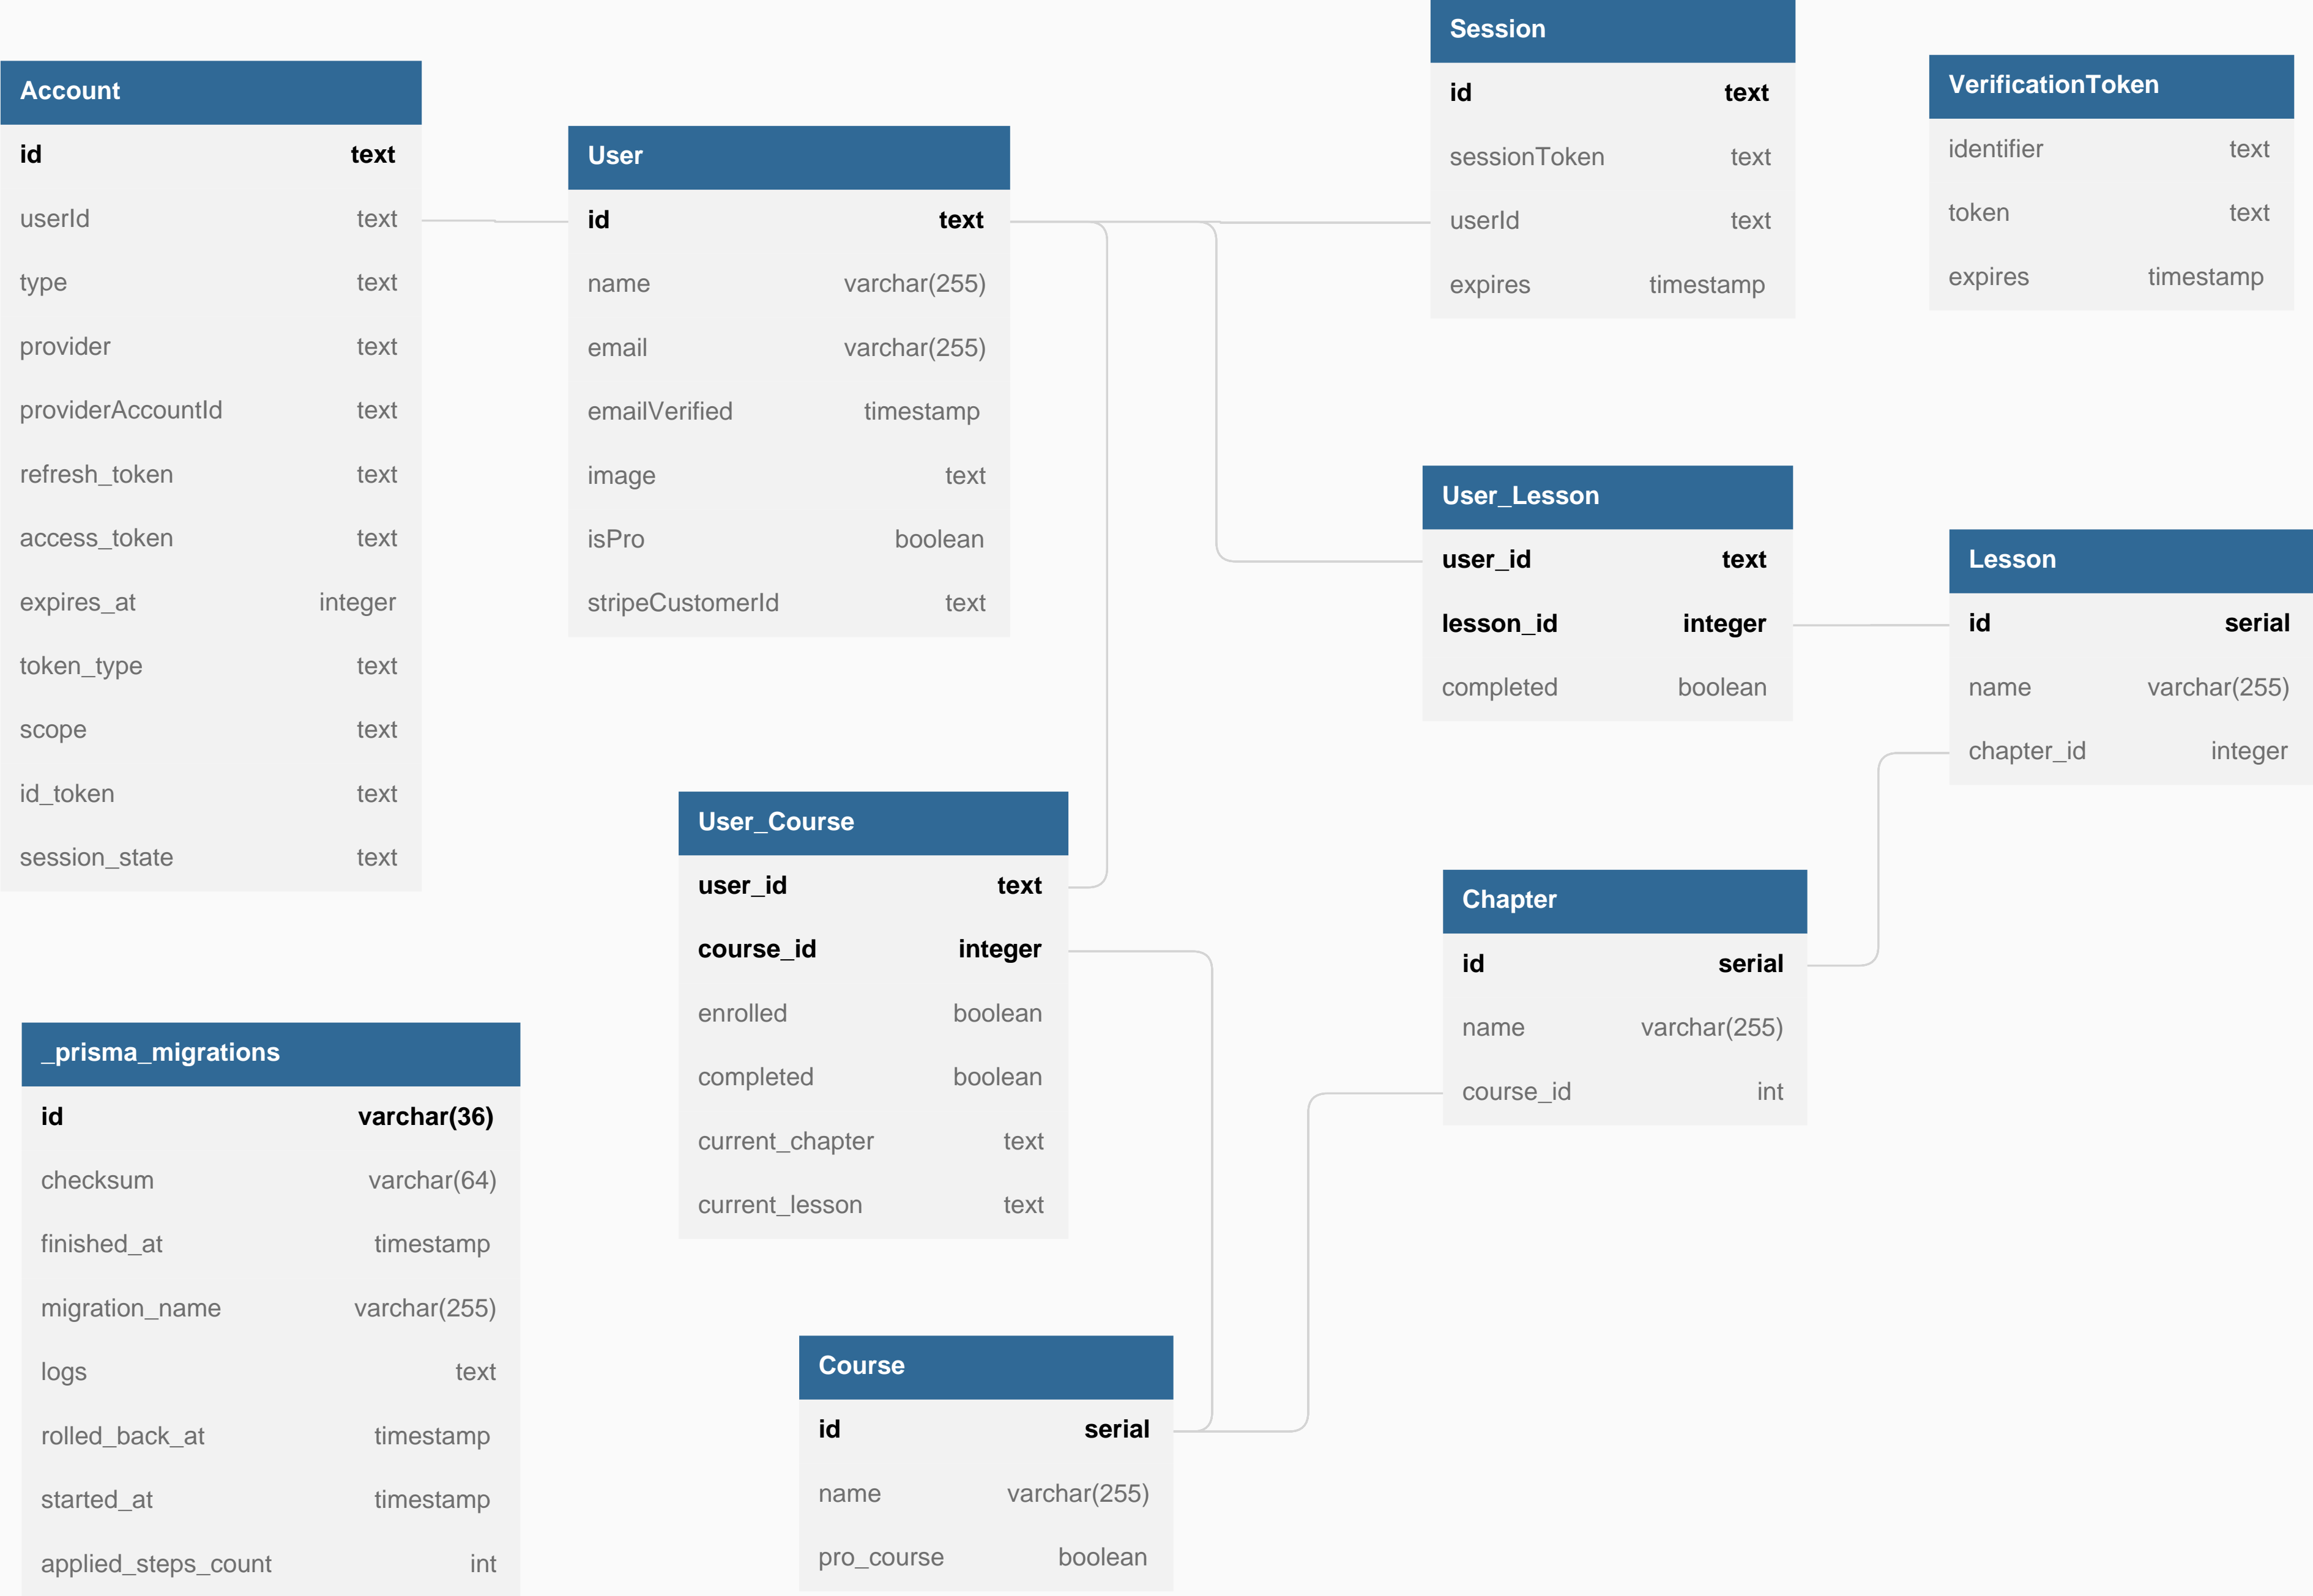 Account
id text
userId text
type text
provider text
providerAccountId text
refresh_token text
access_token text
expires_at integer
token_type text
scope text
id_token text
session_state text
User
id text
name varchar(255)
email varchar(255)
emailVerified timestamp
image text
isPro boolean
stripeCustomerId text
Session
id text
sessionToken text
userId text
expires timestamp
VerificationToken
identifier text
token text
expires timestamp
User_Lesson
user_id text
lesson_id integer
completed boolean
Lesson
id serial
name varchar(255)
chapter_id integer
User_Course
user_id text
course_id integer
enrolled boolean
completed boolean
current_chapter text
current_lesson text
Chapter
id serial
name varchar(255)
course_id int
_prisma_migrations
id varchar(36)
checksum varchar(64)
finished_at timestamp
migration_name varchar(255)
logs text
rolled_back_at timestamp
started_at timestamp
applied_steps_count int
Course
id serial
name varchar(255)
pro_course boolean